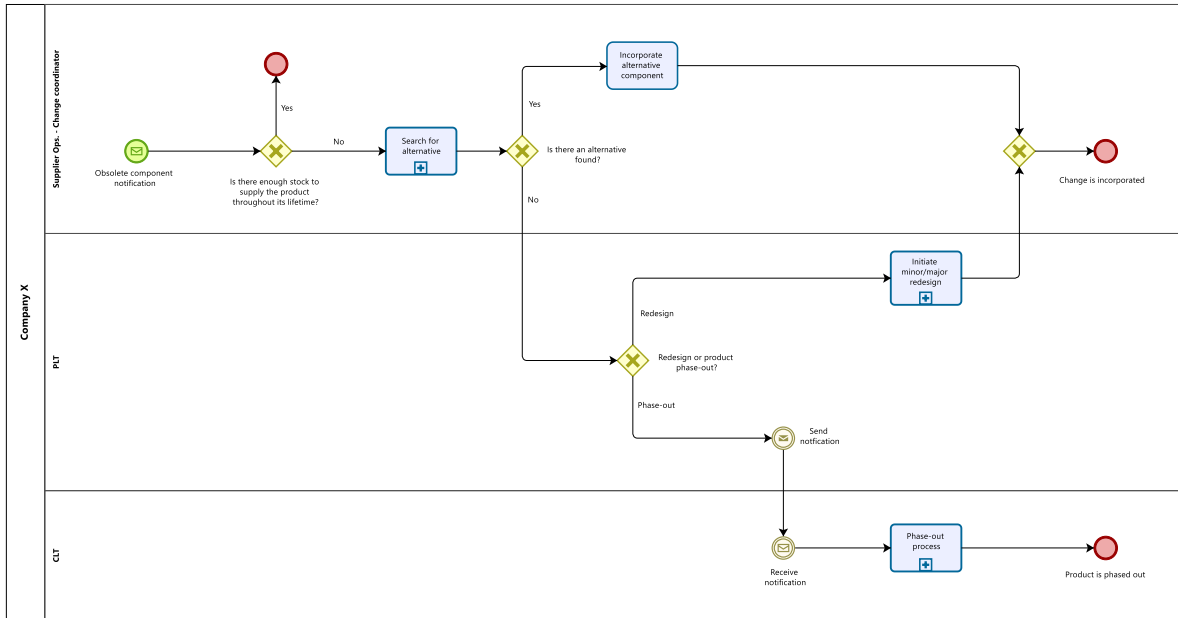 Company X
Supplier Ops. - Change coordinator
Obsolete component
notification
Yes
Is there enough stock to
supply the product
throughout its lifetime?
No
Search for
alternative
Yes
Is there an alternative
found?
No
Incorporate
alternative
component
Change is incorporated
PLT
Redesign
Redesign or product
phase-out?
Phase-out
Initiate
minor/major
redesign
Send
notfication
CLT
Receive
notification
Phase-out
process
Product is phased out